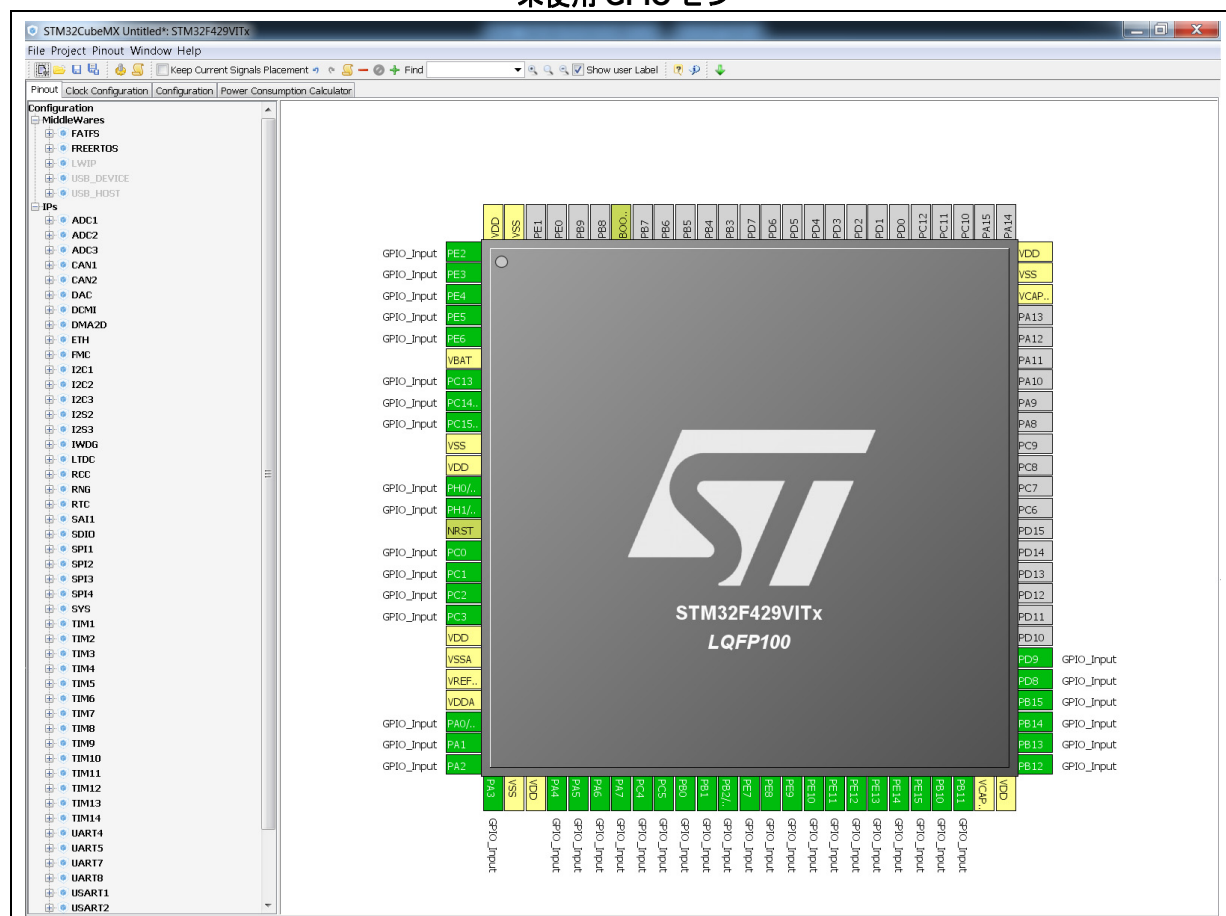 未使用 GPIO ピン
STM32CubeMX Untitled*: STM32F429VITx
File Project Pinout Window Help
Keep Current Signals Placement Find Show user Label
Pinout Clock Configuration Configuration Power Consumption Calculator
Configuration
MiddleWares
FATFS
FREERTOS
LWIP
USB_DEVICE
USB_HOST
IPs
ADC1
ADC2
ADC3
CAN1
CAN2
DAC
DCMI
DMA2D
ETH
FMC
I2C1
I2C2
I2C3
I2S2
I2S3
IWDG
LTDC
RCC
RNG
RTC
SAI1
SDIO
SPI1
SPI2
SPI3
SPI4
SYS
TIM1
TIM2
TIM3
TIM4
TIM5
TIM6
TIM7
TIM8
TIM9
TIM10
TIM11
TIM12
TIM13
TIM14
UART4
UART5
UART7
UART8
USART1
USART2
VDD VSS PE1 PE0 PB9 PB8 BOO.. PB7 PB6 PB5 PB4 PB3 PD7 PD6 PD5 PD4 PD3 PD2 PD1 PD0 PC12 PC11 PC10 PA15 PA14
GPIO_Input PE2
GPIO_Input PE3
GPIO_Input PE4
GPIO_Input PE5
GPIO_Input PE6
VBAT
GPIO_Input PC13
GPIO_Input PC14..
GPIO_Input PC15..
VSS
VDD
GPIO_Input PH0/..
GPIO_Input PH1/..
NRST
GPIO_Input PC0
GPIO_Input PC1
GPIO_Input PC2
GPIO_Input PC3
VDD
VSSA
VREF..
VDDA
GPIO_Input PA0/..
GPIO_Input PA1
GPIO_Input PA2
ST
STM32F429VITx
LQFP100
VDD
VSS
VCAP..
PA13
PA12
PA11
PA10
PA9
PA8
PC9
PC8
PC7
PC6
PD15
PD14
PD13
PD12
PD11
PD10
PD9 GPIO_Input
PD8 GPIO_Input
PB15 GPIO_Input
PB14 GPIO_Input
PB13 GPIO_Input
PB12 GPIO_Input
PA3 VSS VDD PA4 PA5 PA6 PA7 PC4 PC5 PB0 PB1 PB2/.. PE7 PE8 PE9 PE10 PE11 PE12 PE13 PE14 PE15 PB10 PB11 VCAP.. VDD
GPIO_Input GPIO_Input GPIO_Input GPIO_Input GPIO_Input GPIO_Input GPIO_Input GPIO_Input GPIO_Input GPIO_Input GPIO_Input GPIO_Input GPIO_Input GPIO_Input GPIO_Input GPIO_Input GPIO_Input GPIO_Input GPIO_Input GPIO_Input GPIO_Input